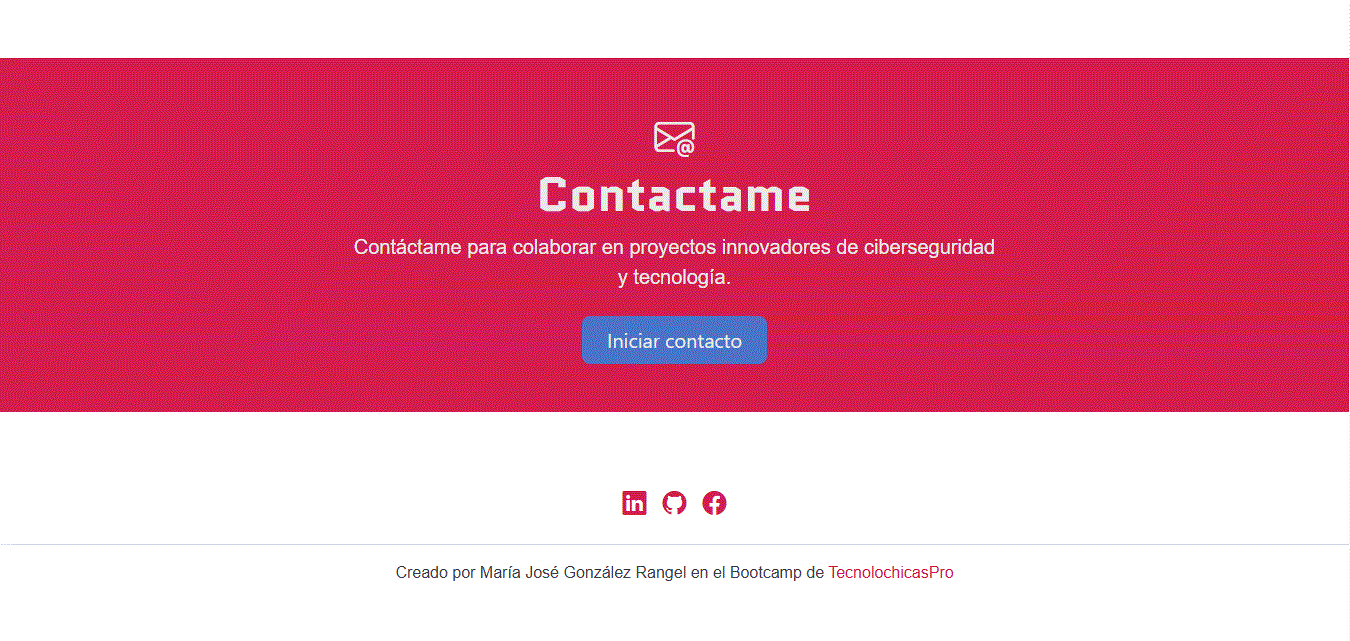 Contactame
Contáctame para colaborar en proyectos innovadores de ciberseguridad
y tecnología.
Iniciar contacto
Creado por María José González Rangel en el Bootcamp de TecnolochicasPro